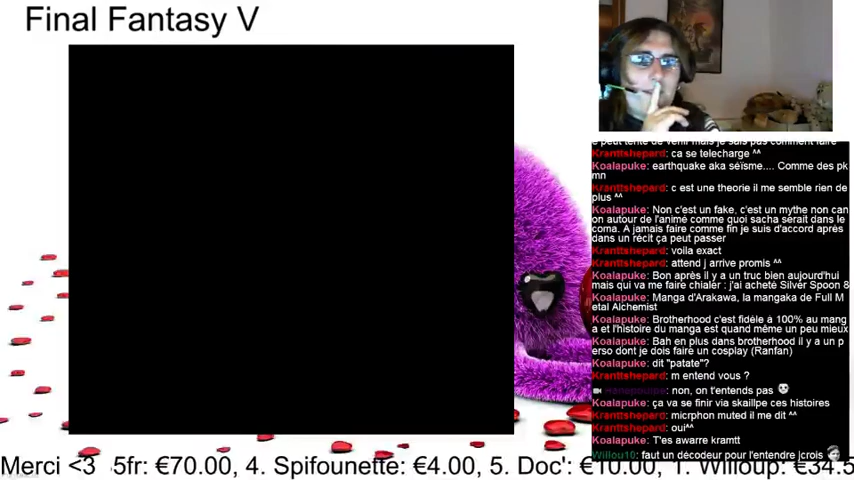 Final Fantasy V
e peut tente de venir mais je sais pas comment faire
Kranttshepard: ca se telecharge ^^
Koalapuke: earthquake aka séïsme.... Comme des pk
mn
Kranttshepard: c est une theorie il me semble rien de
plus ^^
Koalapuke: Non c'est un fake, c'est un mythe non can
on autour de l'animé comme quoi sacha serait dans le
coma. A jamais faire comme fin je suis d'accord après
dans un récit ça peut passer
Kranttshepard: voila exact
Kranttshepard: attend j arrive promis ^^
Koalapuke: Bon après il y a un truc bien aujourd'hui
mais qui va me faire chialer : j'ai acheté Silver Spoon 8
Koalapuke: Manga d'Arakawa, la mangaka de Full M
etal Alchemist
Koalapuke: Brotherhood c'est fidèle à 100% au mang
a et l'histoire du manga est quand même un peu mieux
Koalapuke: Bah en plus dans brotherhood il y a un p
erso dont je dois faire un cosplay (Ranfan)
Koalapuke: dit "patate"?
Kranttshepard: m entend vous ?
: non, on t'entends pas
Koalapuke: ça va se finir via skaillpe ces histoires
Kranttshepard: micrphon muted il me dit ^^
Kranttshepard: oui^^
Koalapuke: T'es awarre kramtt
Willou10: faut un décodeur pour l'entendre jcrois
Merci <3 5fr: €70.00, 4. Spifounette: €4.00, 5. Doc': €10.00, 1. Willoup: €34.5